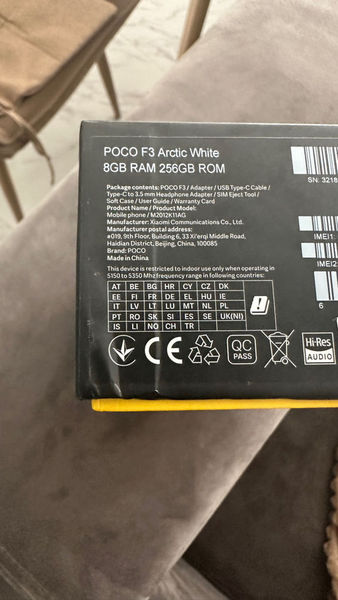 POCO F3 Arctic White
8GB RAM 256GB ROM
Package contents: POCO F3 / Adapter / USB Type-C Cable /
Type-C to 3.5 mm Headphone Adapter / SIM Eject Tool /
Soft Case / User Guide / Warranty Card
Product Name / Product Model:
Mobile phone / M2012K11AG
Manufacturer: Xiaomi Communications Co., Ltd.
Manufacturer postal address:
#019, 9th Floor, Building 6, 33 Xi'erqi Middle Road,
Haidian District, Beijing, China, 100085
Brand: POCO
Made in China
This device is restricted to indoor use only when operating in
5150 to 5350 Mhz frequency range in following countries:
AT BE BG HR CY CZ DK
EE FI FR DE EL HU IE
IT LV LT LU MT NL PL
PT RO SK SI ES SE UK(NI)
IS LI NO CH TR
SN: 3218
IMEI1:
IMEI2
6
CE
QC
PASS
Hi-Res
AUDIO